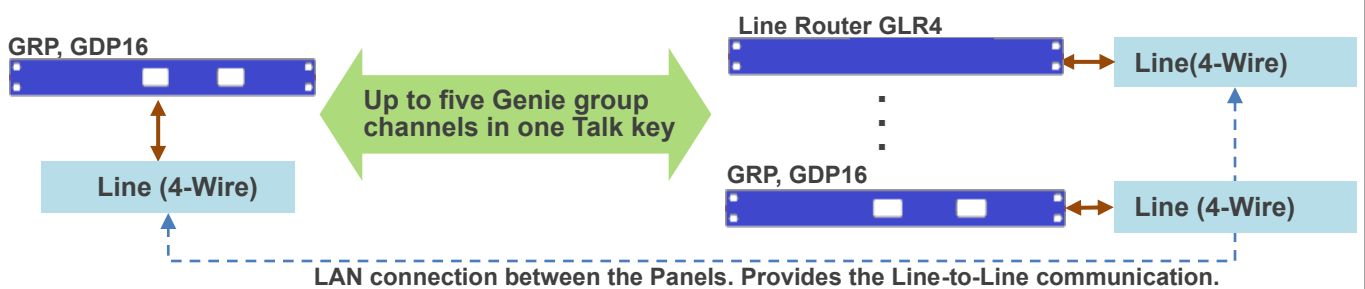 GRP, GDP16
Line (4-Wire)
Up to five Genie group
channels in one Talk key
Line Router GLR4
Line(4-Wire)
GRP, GDP16
Line (4-Wire)
LAN connection between the Panels. Provides the Line-to-Line communication.